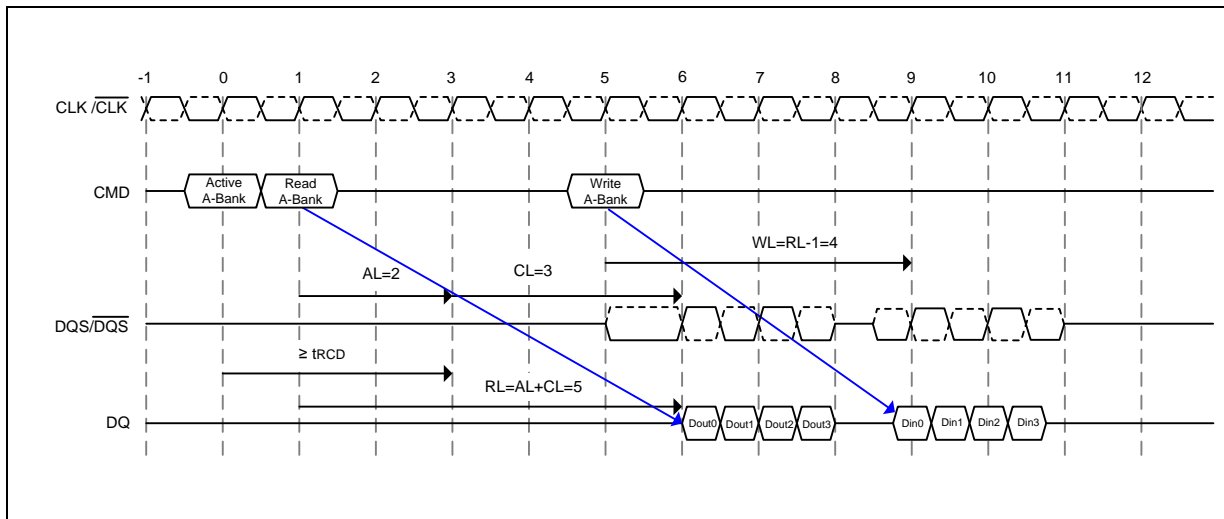 -1 0 1 2 3 4 5 6 7 8 9 10 11 12
CLK /CLK
CMD
Active
A-Bank
Read
A-Bank
Write
A-Bank
WL=RL-1=4
AL=2
CL=3
DQS/DQS
≥ tRCD
RL=AL+CL=5
DQ
Dout0 Dout1 Dout2 Dout3 Din0 Din1 Din2 Din3